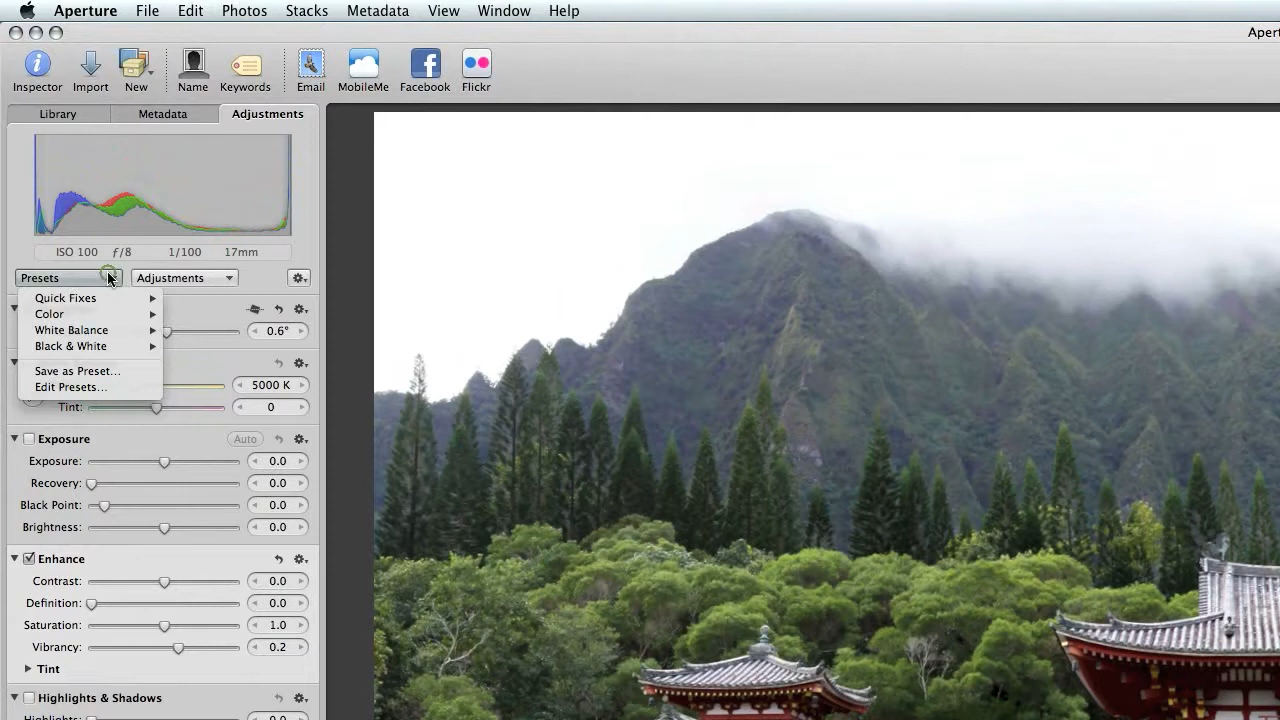 Aperture File Edit Photos Stacks Metadata View Window Help
Apert
Inspector Import New Name Keywords Email MobileMe Facebook Flickr
Library Metadata Adjustments
ISO 100 ƒ/8 1/100 17mm
Presets Adjustments
Quick Fixes
Color
White Balance
Black & White
Save as Preset...
Edit Presets...
0.6°
5000 K
Tint: 0
Exposure Auto
Exposure: 0.0
Recovery: 0.0
Black Point: 0.0
Brightness: 0.0
Enhance
Contrast: 0.0
Definition: 0.0
Saturation: 1.0
Vibrancy: 0.2
Tint
Highlights & Shadows
Highlights: 0.0